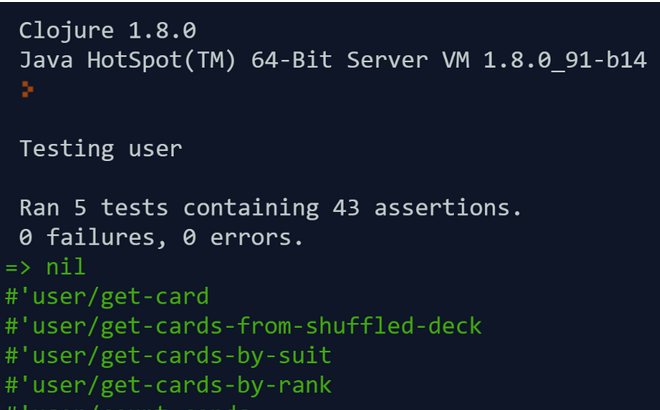 Clojure 1.8.0
Java HotSpot(TM) 64-Bit Server VM 1.8.0_91-b14
Testing user
Ran 5 tests containing 43 assertions.
0 failures, 0 errors.
=> nil
#'user/get-card
#'user/get-cards-from-shuffled-deck
#'user/get-cards-by-suit
#'user/get-cards-by-rank